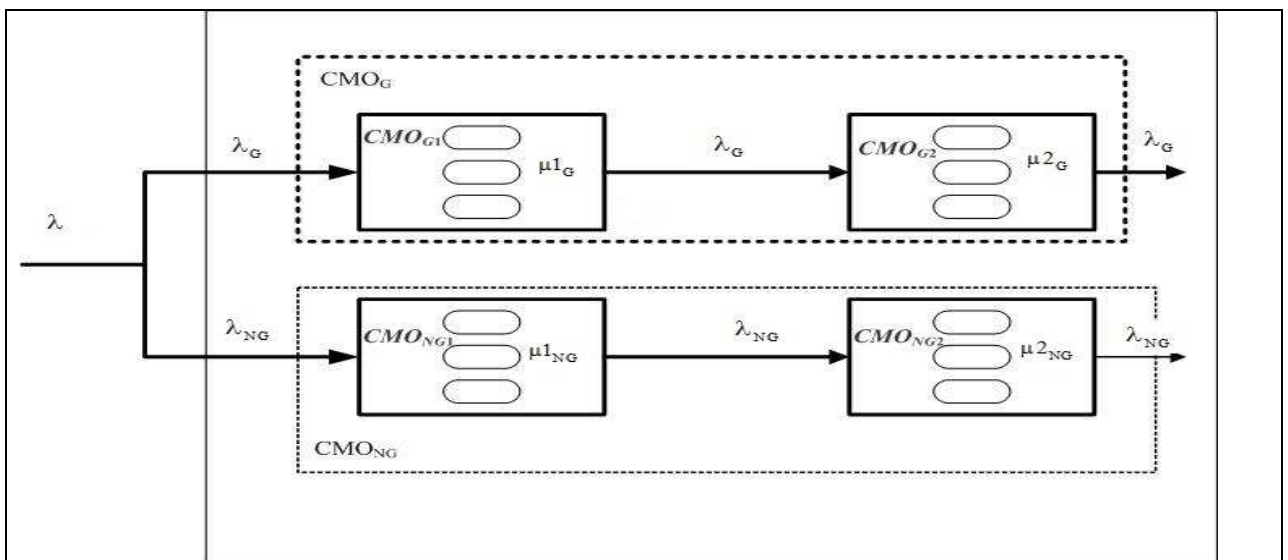 CMO_G
λ_G
CMO_G1
μ1_G
λ_G
CMO_G2
μ2_G
λ_G
λ
λ_NG
CMO_NG1
μ1_NG
λ_NG
CMO_NG2
μ2_NG
λ_NG
CMO_NG